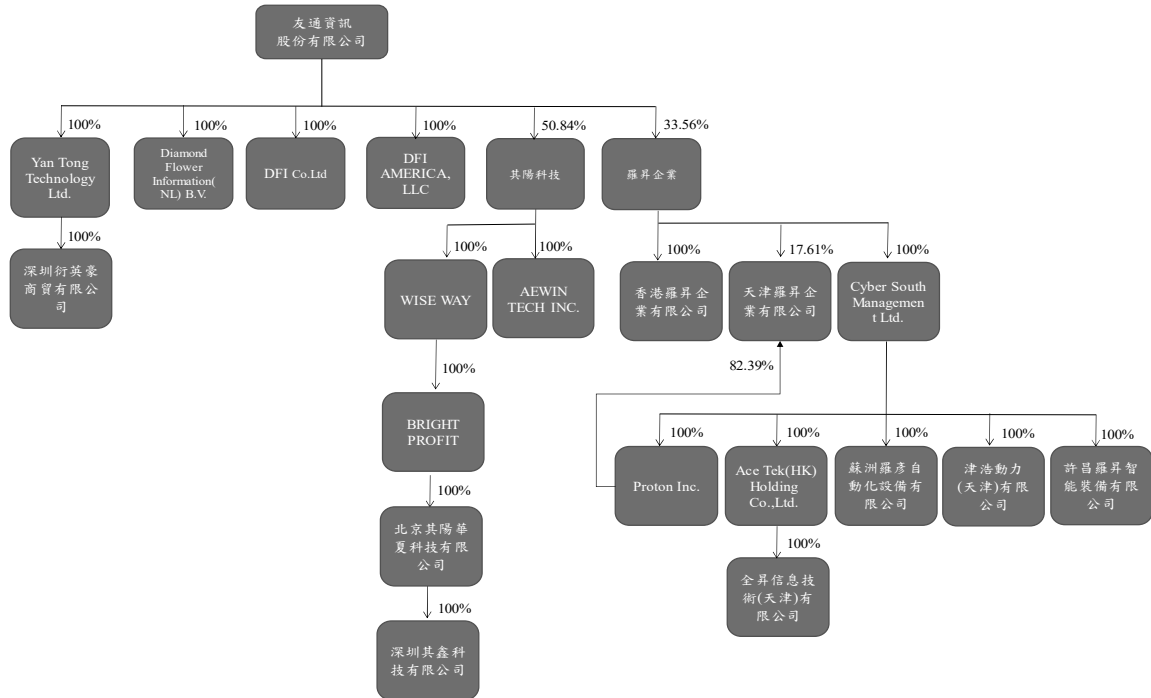 友通資訊
股份有限公司
100%
100%
100%
100%
50.84%
33.56%
Yan Tong
Technology
Ltd.
Diamond
Flower
Information(
NL) B.V.
DFI Co.Ltd
DFI
AMERICA,
LLC
其陽科技
羅昇企業
100%
100%
100%
100%
17.61%
100%
深圳衍英豪
商貿有限公
司
WISE WAY
AEWIN
TECH INC.
香港羅昇企
業有限公司
天津羅昇企
業有限公司
Cyber South
Managemen
t Ltd.
100%
82.39%
BRIGHT
PROFIT
100%
100%
100%
100%
100%
Proton Inc.
Ace Tek(HK)
Holding
Co.,Ltd.
蘇洲羅彥自
動化設備有
限公司
津浩動力
(天津)有限
公司
許昌羅昇智
能裝備有限
公司
100%
北京其陽華
夏科技有限
公司
100%
全昇信息技
術(天津)有
限公司
100%
深圳其鑫科
技有限公司